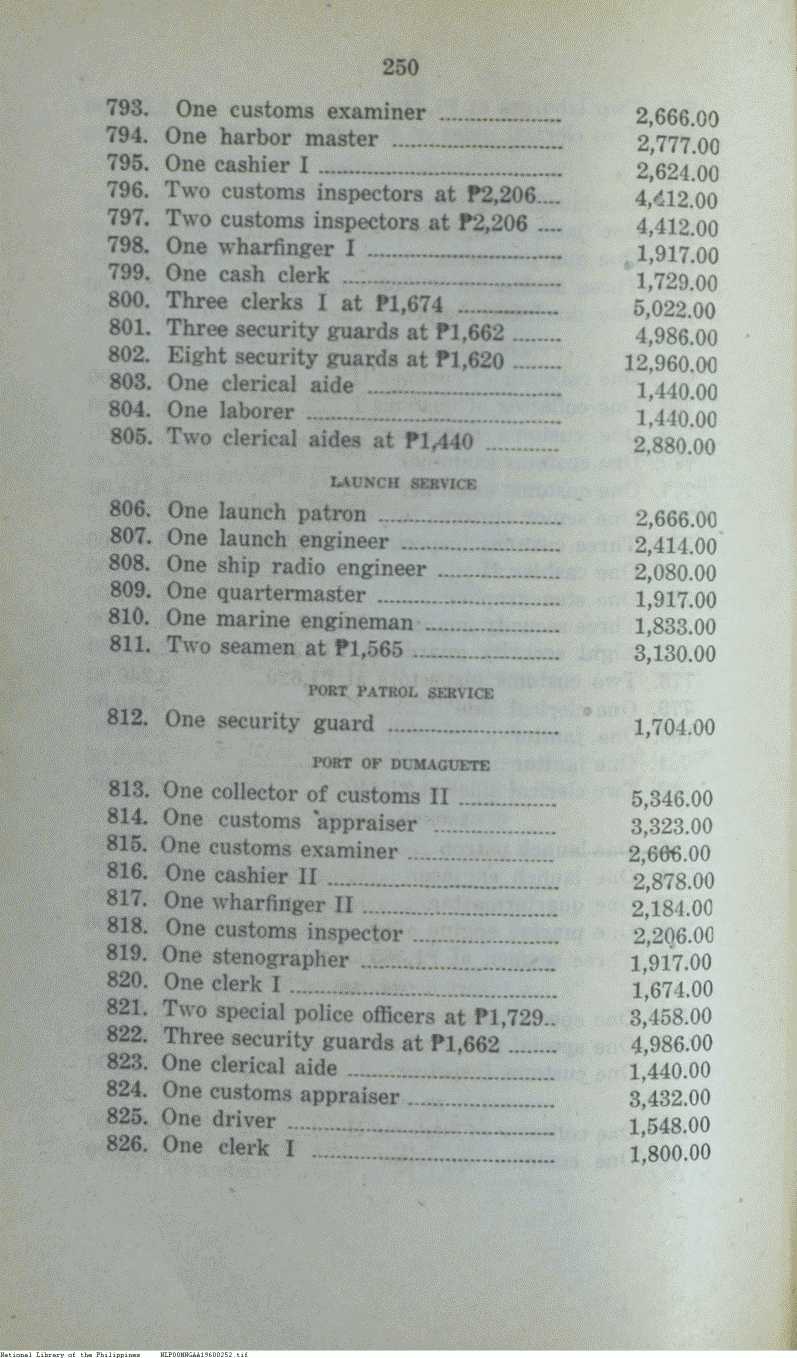 250
793. One customs examiner .................... 2,666.00
794. One harbor master ............................ 2,777.00
795. One cashier I ........................................ 2,624.00
796. Two customs inspectors at ₱2,206.... 4,412.00
797. Two customs inspectors at ₱2,206 .... 4,412.00
798. One wharfinger I ................................ 1,917.00
799. One cash clerk .................................... 1,729.00
800. Three clerks I at ₱1,674 ................. 5,022.00
801. Three security guards at ₱1,662 ........ 4,986.00
802. Eight security guards at ₱1,620 ........ 12,960.00
803. One clerical aide ................................ 1,440.00
804. One laborer .......................................... 1,440.00
805. Two clerical aides at ₱1,440 ............ 2,880.00
LAUNCH SERVICE
806. One launch patron .............................. 2,666.00
807. One launch engineer .......................... 2,414.00
808. One ship radio engineer .................... 2,080.00
809. One quartermaster .............................. 1,917.00
810. One marine engineman ...................... 1,833.00
811. Two seamen at ₱1,565 ........................ 3,130.00
PORT PATROL SERVICE
812. One security guard ............................ 1,704.00
PORT OF DUMAGUETE
813. One collector of customs II ................ 5,346.00
814. One customs appraiser .................... 3,323.00
815. One customs examiner ........................ 2,666.00
816. One cashier II ...................................... 2,878.00
817. One wharfinger II ................................ 2,184.00
818. One customs inspector ........................ 2,206.00
819. One stenographer ................................ 1,917.00
820. One clerk I ............................................ 1,674.00
821. Two special police officers at ₱1,729.. 3,458.00
822. Three security guards at ₱1,662 ........ 4,986.00
823. One clerical aide .................................. 1,440.00
824. One customs appraiser ........................ 3,432.00
825. One driver ............................................ 1,548.00
826. One clerk I ........................................ 1,800.00
National Library of the Philippines NLPOOMNGAA19600252.tif